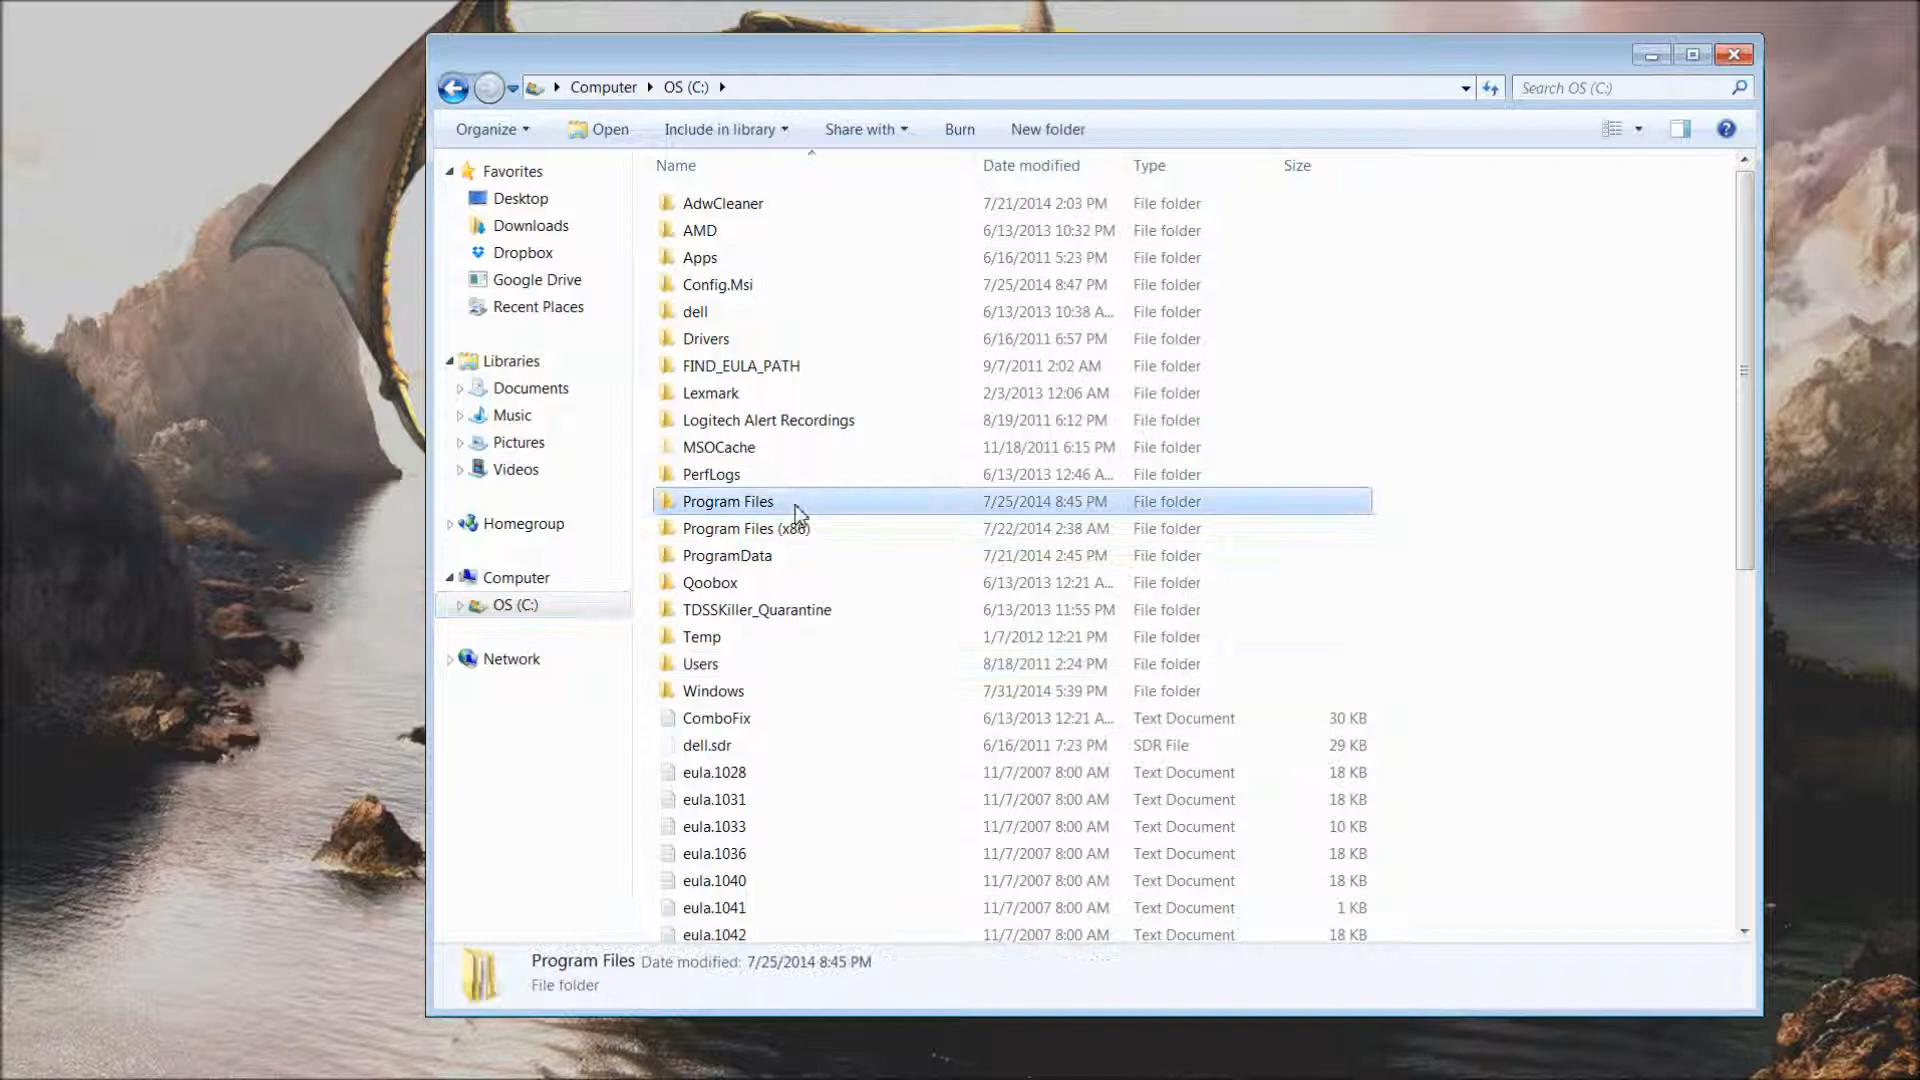 Computer OS (C:) Search OS (C:)
Organize Open Include in library Share with Burn New folder
Name Date modified Type Size
Favorites
Desktop
Downloads
Dropbox
Google Drive
Recent Places
Libraries
Documents
Music
Pictures
Videos
Homegroup
Computer
OS (C:)
Network
AdwCleaner 7/21/2014 2:03 PM File folder
AMD 6/13/2013 10:32 PM File folder
Apps 6/16/2011 5:23 PM File folder
Config.Msi 7/25/2014 8:47 PM File folder
dell 6/13/2013 10:38 A... File folder
Drivers 6/16/2011 6:57 PM File folder
FIND_EULA_PATH 9/7/2011 2:02 AM File folder
Lexmark 2/3/2013 12:06 AM File folder
Logitech Alert Recordings 8/19/2011 6:12 PM File folder
MSOCache 11/18/2011 6:15 PM File folder
PerfLogs 6/13/2013 12:46 A... File folder
Program Files 7/25/2014 8:45 PM File folder
Program Files (x86) 7/22/2014 2:38 AM File folder
ProgramData 7/21/2014 2:45 PM File folder
Qoobox 6/13/2013 12:21 A... File folder
TDSSKiller_Quarantine 6/13/2013 11:55 PM File folder
Temp 1/7/2012 12:21 PM File folder
Users 8/18/2011 2:24 PM File folder
Windows 7/31/2014 5:39 PM File folder
ComboFix 6/13/2013 12:21 A... Text Document 30 KB
dell.sdr 6/16/2011 7:23 PM SDR File 29 KB
eula.1028 11/7/2007 8:00 AM Text Document 18 KB
eula.1031 11/7/2007 8:00 AM Text Document 18 KB
eula.1033 11/7/2007 8:00 AM Text Document 10 KB
eula.1036 11/7/2007 8:00 AM Text Document 18 KB
eula.1040 11/7/2007 8:00 AM Text Document 18 KB
eula.1041 11/7/2007 8:00 AM Text Document 1 KB
eula.1042 11/7/2007 8:00 AM Text Document 18 KB
Program Files Date modified: 7/25/2014 8:45 PM
File folder